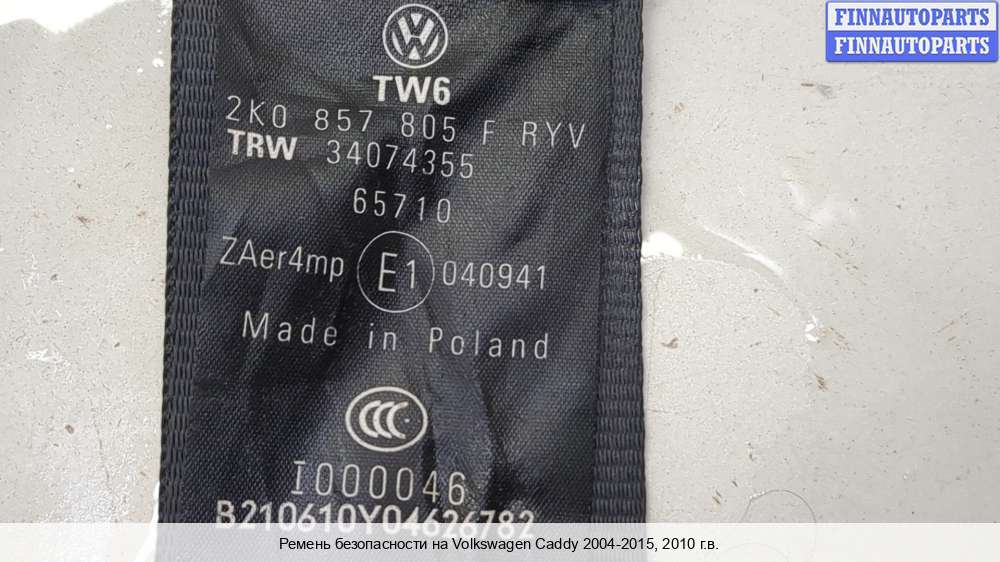 FINNAUTOPARTS
FINNAUTOPARTS
TW6
2K0 857 805 F RYV
TRW 34074355
65710
ZAer4mp E1 040941
Made in Poland
CCC
I000046
B210610Y04626782
Ремень безопасности на Volkswagen Caddy 2004-2015, 2010 г.в.